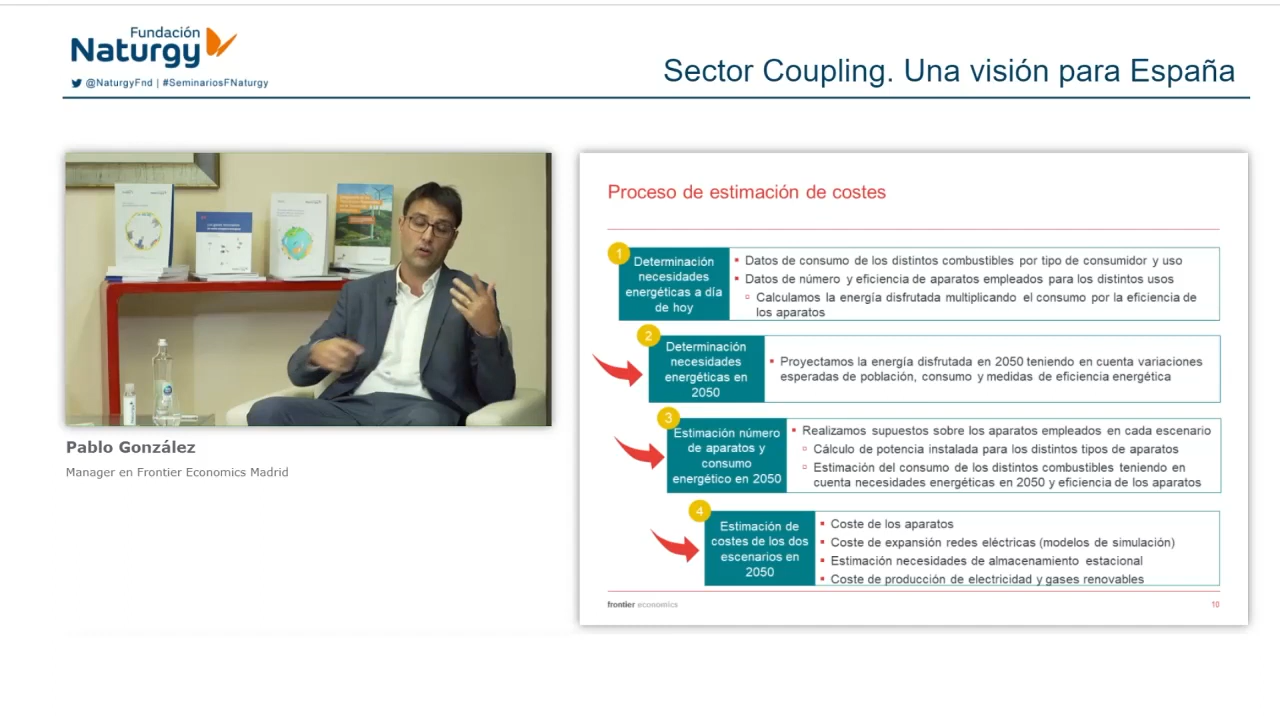 Fundación
Naturgy
@NaturgyFnd | #SeminariosFNaturgy
Sector Coupling. Una visión para España
Pablo González
Manager en Frontier Economics Madrid
Proceso de estimación de costes
1
Determinación
necesidades
energéticas a día
de hoy
Datos de consumo de los distintos combustibles por tipo de consumidor y uso
Datos de número y eficiencia de aparatos empleados para los distintos usos
Calculamos la energía disfrutada multiplicando el consumo por la eficiencia de
los aparatos
2
Determinación
necesidades
energéticas en
2050
Proyectamos la energía disfrutada en 2050 teniendo en cuenta variaciones
esperadas de población, consumo y medidas de eficiencia energética
3
Estimación número
de aparatos y
consumo
energético en 2050
Realizamos supuestos sobre los aparatos empleados en cada escenario
Cálculo de potencia instalada para los distintos tipos de aparatos
Estimación del consumo de los distintos combustibles teniendo en
cuenta necesidades energéticas en 2050 y eficiencia de los aparatos
4
Estimación de
costes de los dos
escenarios en
2050
Coste de los aparatos
Coste de expansión redes eléctricas (modelos de simulación)
Estimación necesidades de almacenamiento estacional
Coste de producción de electricidad y gases renovables
frontier economics
10